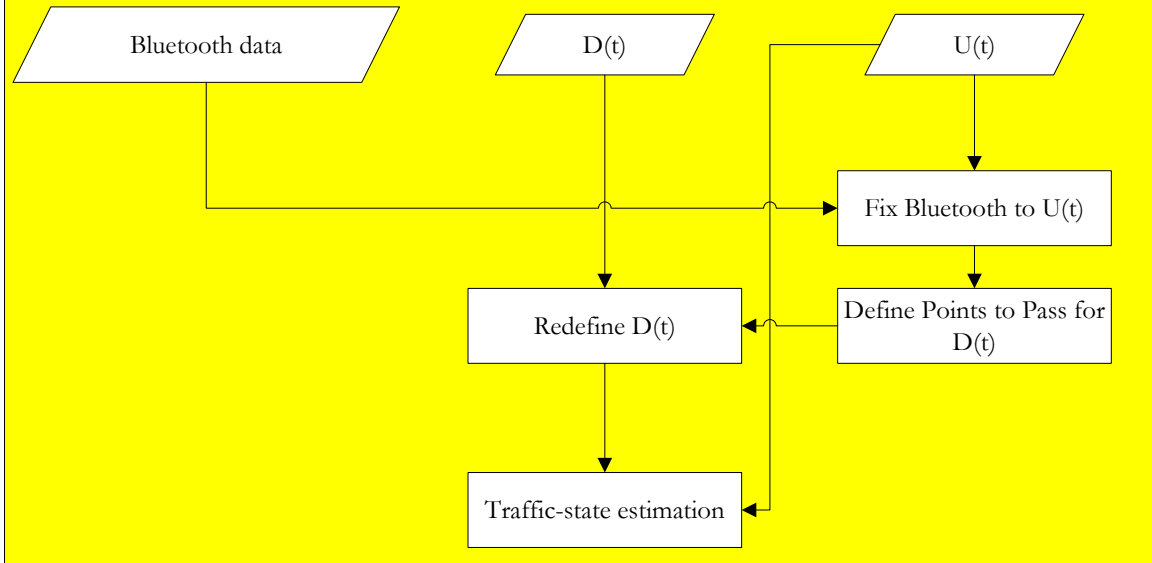 Bluetooth data
D(t)
U(t)
Fix Bluetooth to U(t)
Redefine D(t)
Define Points to Pass for
D(t)
Traffic-state estimation